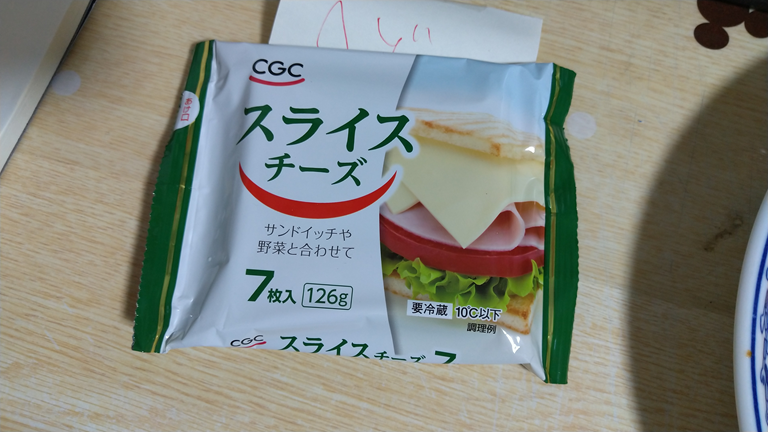 CGC
あけ口
スライス
チーズ
サンドイッチや
野菜と合わせて
7枚入 126g
要冷蔵 10℃以下
調理例
CGC スライスチーズ 7